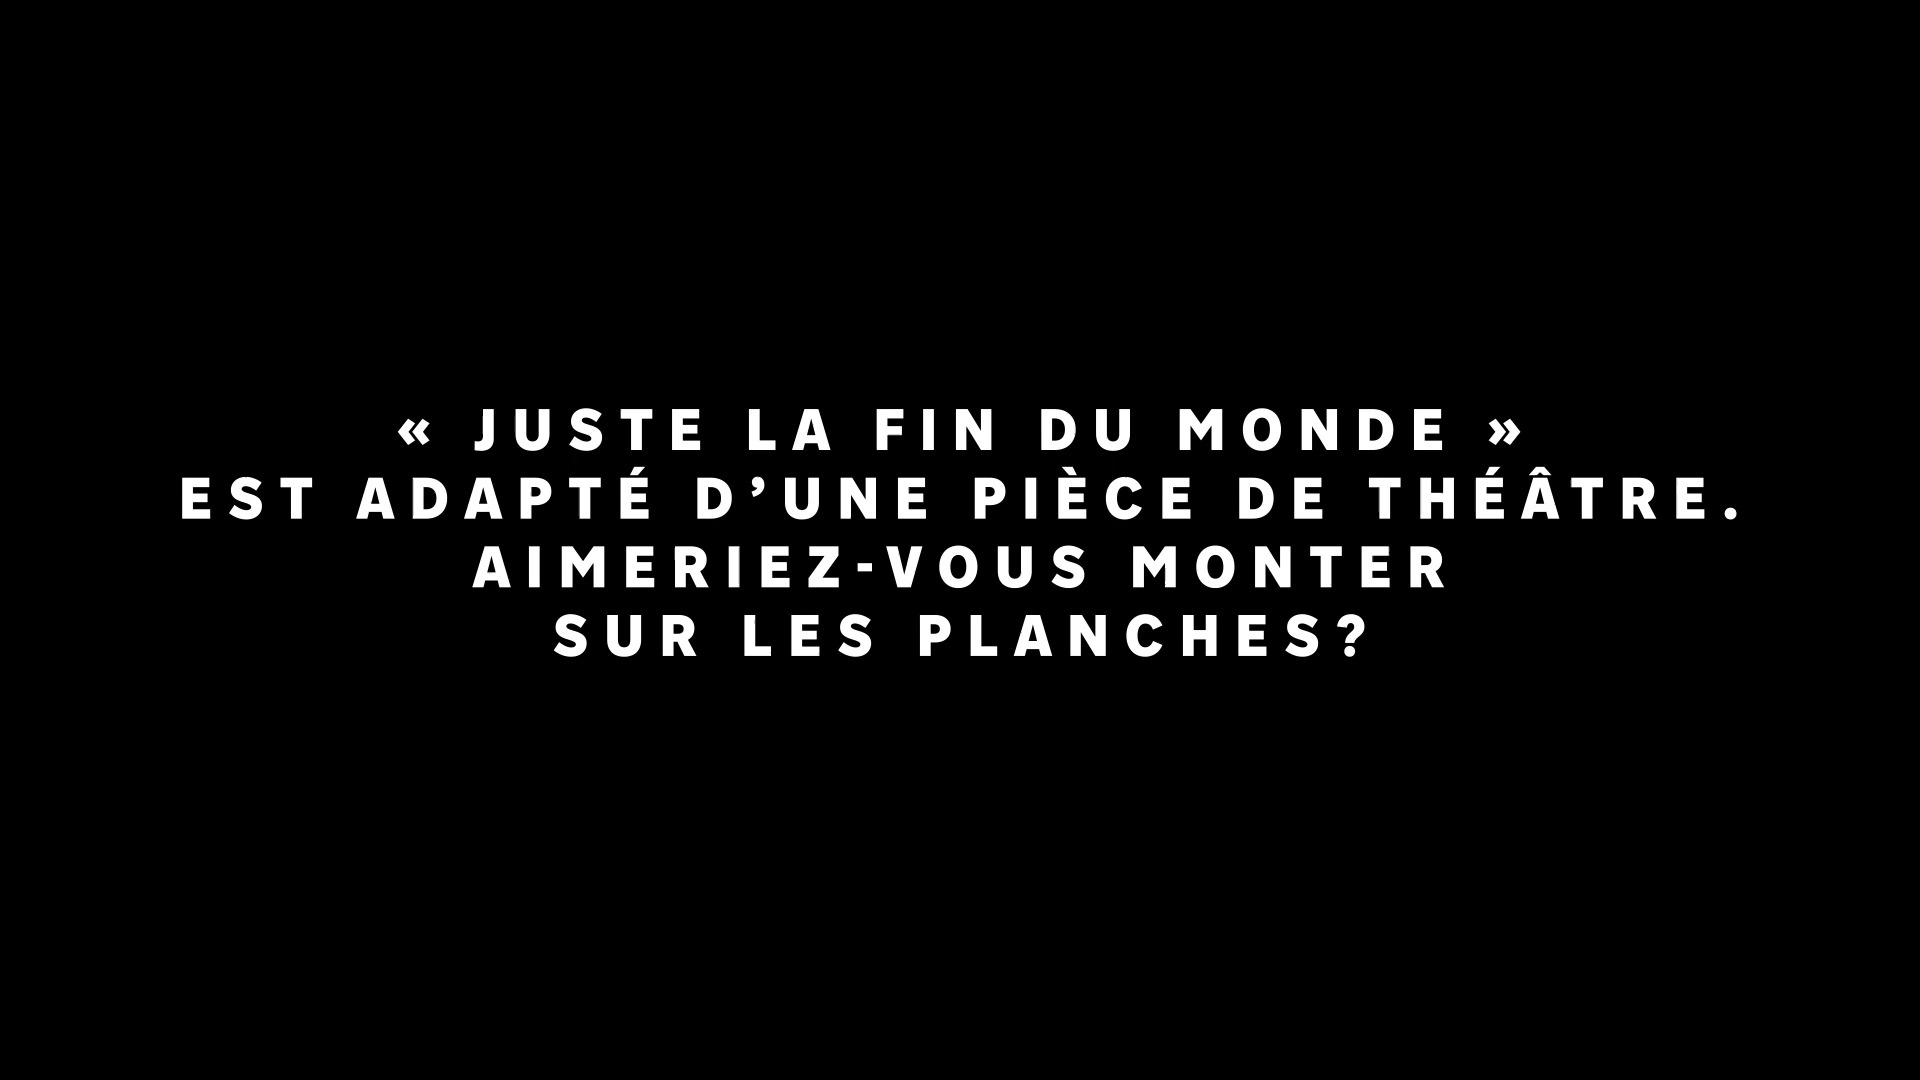 « JUSTE LA FIN DU MONDE »
EST ADAPTÉ D’UNE PIÈCE DE THÉÂTRE.
AIMERIEZ-VOUS MONTER
SUR LES PLANCHES?